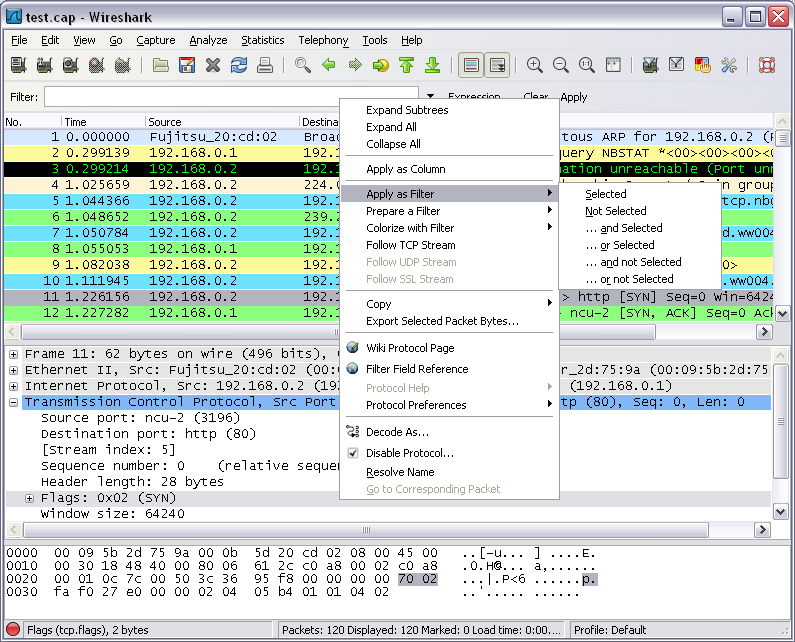 test.cap - Wireshark
File Edit View Go Capture Analyze Statistics Telephony Tools Help
Filter: Expression... Clear Apply
No. Time Source Destina
1 0.000000 Fujitsu_20:cd:02 Broad tous ARP for 192.168.0.2 (R
2 0.299139 192.168.0.1 192.1 query NBSTAT *<00><00><00><0
3 0.299214 192.168.0.2 192.1 nation unreachable (Port unr
4 1.025659 192.168.0.2 224.0 group
5 1.044366 192.168.0.2 192.1 tcp.nbg
6 1.048652 192.168.0.2 239.2
7 1.050784 192.168.0.2 192.1 d.ww004.
8 1.055053 192.168.0.1 192.1
9 1.082038 192.168.0.2 192.1 0>
10 1.111945 192.168.0.2 192.1 .ww004.
11 1.226156 192.168.0.2 192.1 > http [SYN] Seq=0 Win=6424
12 1.227282 192.168.0.1 192.1 > ncu-2 [SYN, ACK] Seq=0 Ac
Expand Subtrees
Expand All
Collapse All
Apply as Column
Apply as Filter
Prepare a Filter
Colorize with Filter
Follow TCP Stream
Follow UDP Stream
Follow SSL Stream
Copy
Export Selected Packet Bytes...
Wiki Protocol Page
Filter Field Reference
Protocol Help
Protocol Preferences
Decode As...
Disable Protocol...
Resolve Name
Go to Corresponding Packet
Selected
Not Selected
... and Selected
... or Selected
... and not Selected
... or not Selected
Frame 11: 62 bytes on wire (496 bits),
Ethernet II, Src: Fujitsu_20:cd:02 (00: r_2d:75:9a (00:09:5b:2d:75
Internet Protocol, Src: 192.168.0.2 (192 (192.168.0.1)
Transmission Control Protocol, Src Port tp (80), Seq: 0, Len: 0
Source port: ncu-2 (3196)
Destination port: http (80)
[Stream index: 5]
Sequence number: 0 (relative seque
Header length: 28 bytes
Flags: 0x02 (SYN)
Window size: 64240
0000 00 09 5b 2d 75 9a 00 0b 5d 20 cd 02 08 00 45 00 ..[-u... ] ....E.
0010 00 30 18 48 40 00 80 06 61 2c c0 a8 00 02 c0 a8 .0.H@... a,......
0020 00 01 0c 7c 00 50 3c 36 95 f8 00 00 00 00 70 02 ...|.P<6 ......p.
0030 fa f0 27 e0 00 00 02 04 05 b4 01 01 04 02 ..'..... ......
Flags (tcp.flags), 2 bytes Packets: 120 Displayed: 120 Marked: 0 Load time: 0:00.... Profile: Default